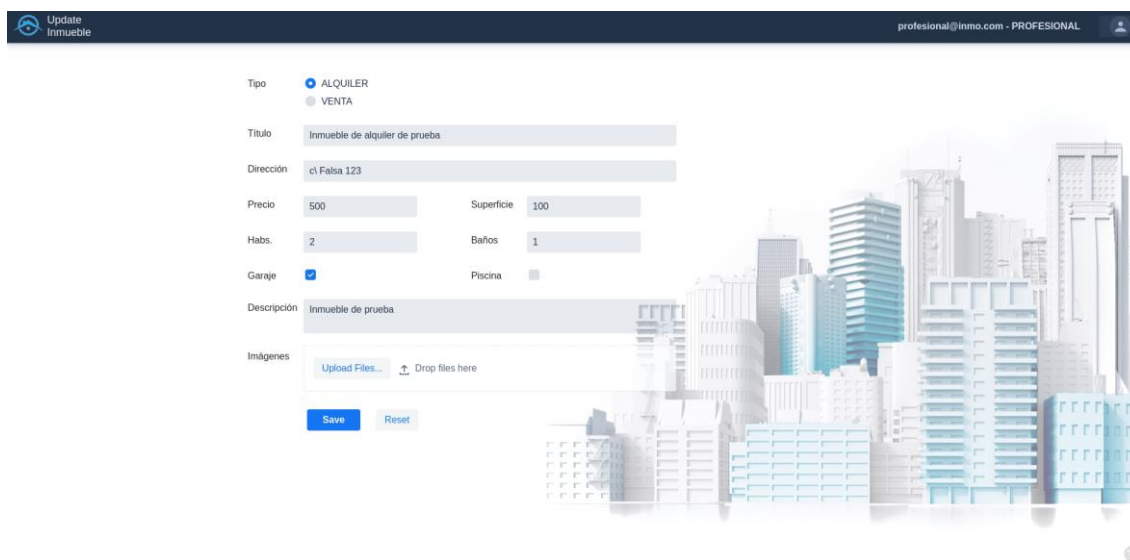 Update
Inmueble
profesional@inmo.com - PROFESIONAL
Tipo
ALQUILER
VENTA
Título
Inmueble de alquiler de prueba
Dirección
c\ Falsa 123
Precio
500
Superficie
100
Habs.
2
Baños
1
Garaje
Piscina
Descripción
Inmueble de prueba
Imágenes
Upload Files...
Drop files here
Save
Reset